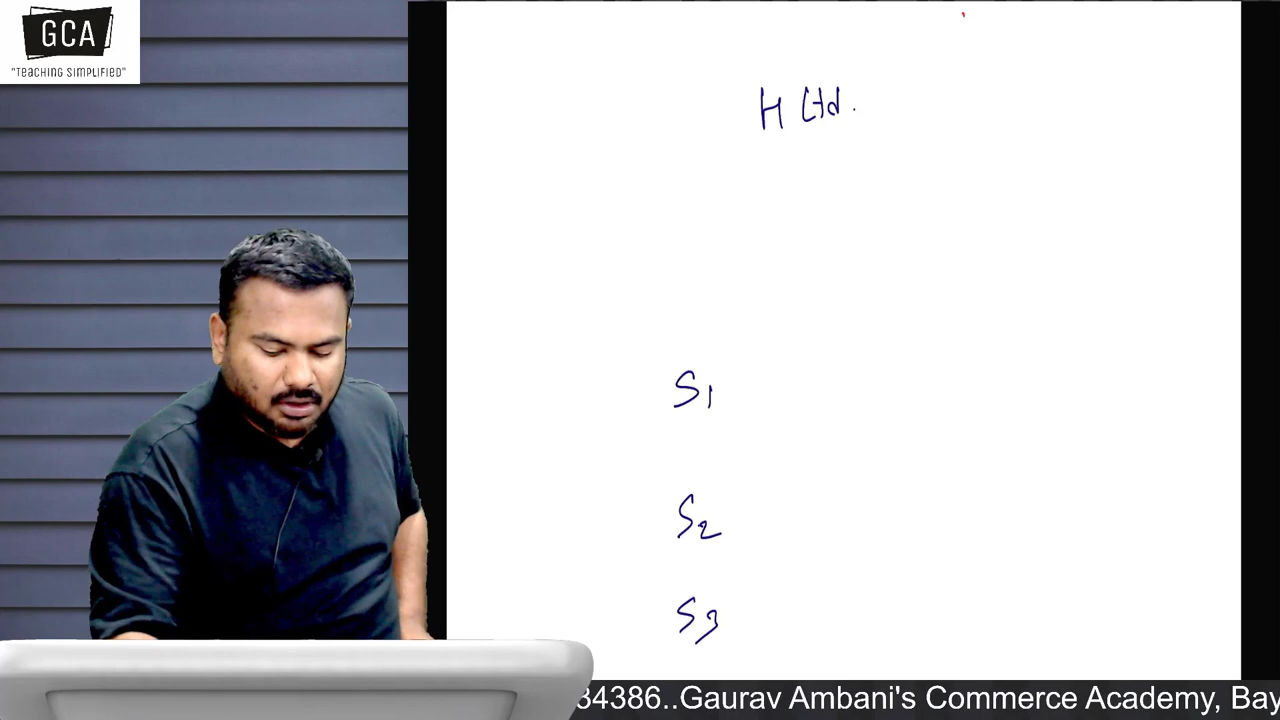 GCA
"TEACHING SIMPLIFIED"
H Ltd.
S1
S2
S3
34386..Gaurav Ambani's Commerce Academy, Bay